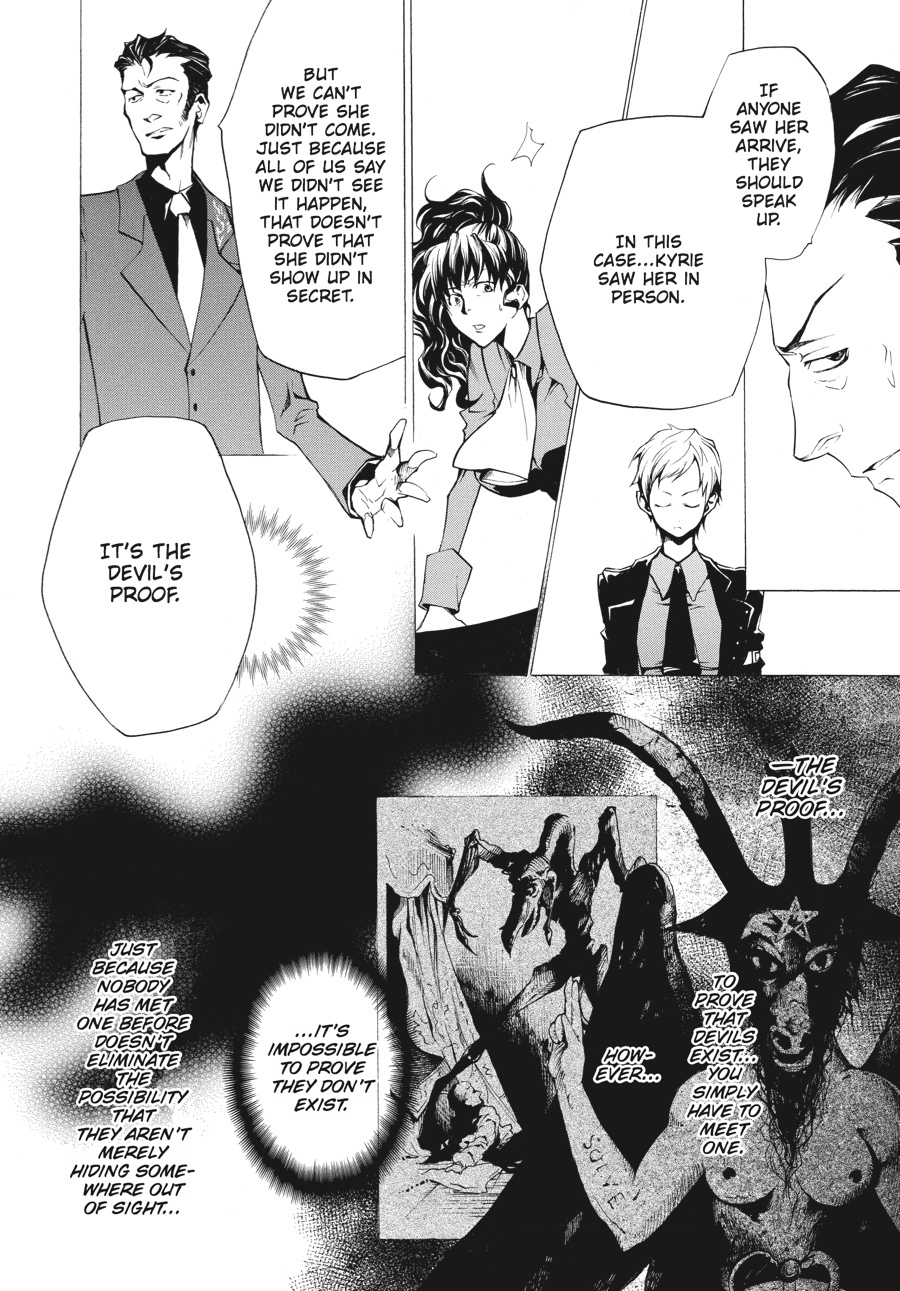 IF
ANYONE
SAW HER
ARRIVE,
THEY
SHOULD
SPEAK
UP.
IN THIS
CASE...KYRIE
SAW HER IN
PERSON.
BUT
WE CAN'T
PROVE SHE
DIDN'T COME.
JUST BECAUSE
ALL OF US SAY
WE DIDN'T SEE
IT HAPPEN,
THAT DOESN'T
PROVE THAT
SHE DIDN'T
SHOW UP IN
SECRET.
IT'S THE
DEVIL'S
PROOF.
—THE
DEVIL'S
PROOF...
TO
PROVE
THAT
DEVILS
EXIST...
YOU
SIMPLY
HAVE TO
MEET
ONE.
HOW-
EVER...
...IT'S
IMPOSSIBLE
TO PROVE
THEY DON'T
EXIST.
JUST
BECAUSE
NOBODY
HAS MET
ONE BEFORE
DOESN'T
ELIMINATE
THE
POSSIBILITY
THAT
THEY AREN'T
MERELY
HIDING SOME-
WHERE OUT
OF SIGHT...
SOLVE